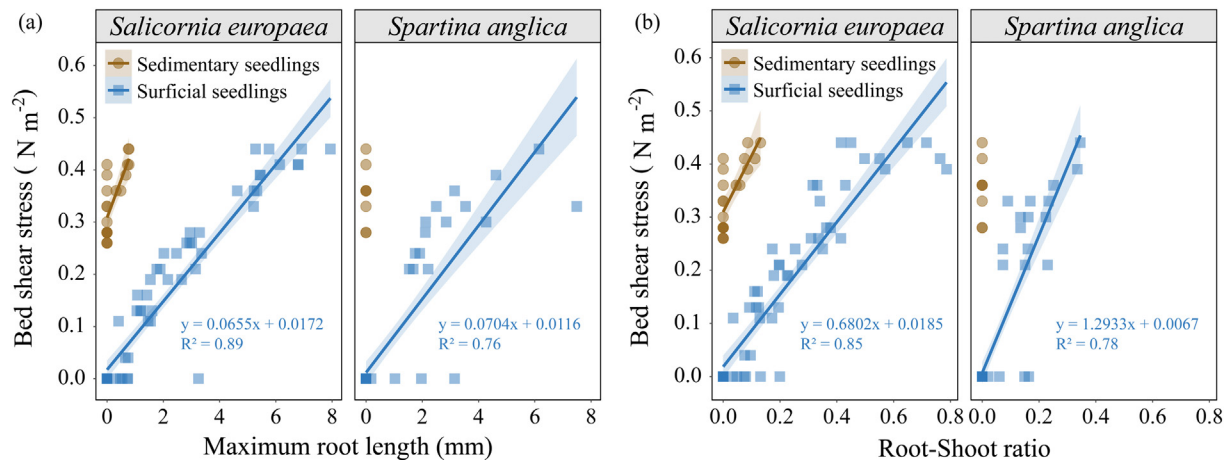 (a)
Salicornia europaea
Spartina anglica
Bed shear stress ( N m⁻²)
0.6
0.5
0.4
0.3
0.2
0.1
0.0
Sedimentary seedlings
Surficial seedlings
y = 0.0655x + 0.0172
R² = 0.89
y = 0.0704x + 0.0116
R² = 0.76
0 2 4 6 8
0 2 4 6 8
Maximum root length (mm)
(b)
Salicornia europaea
Spartina anglica
Bed shear stress ( N m⁻²)
0.6
0.5
0.4
0.3
0.2
0.1
0.0
Sedimentary seedlings
Surficial seedlings
y = 0.6802x + 0.0185
R² = 0.85
y = 1.2933x + 0.0067
R² = 0.78
0.0 0.2 0.4 0.6 0.8
0.0 0.2 0.4 0.6 0.8
Root-Shoot ratio